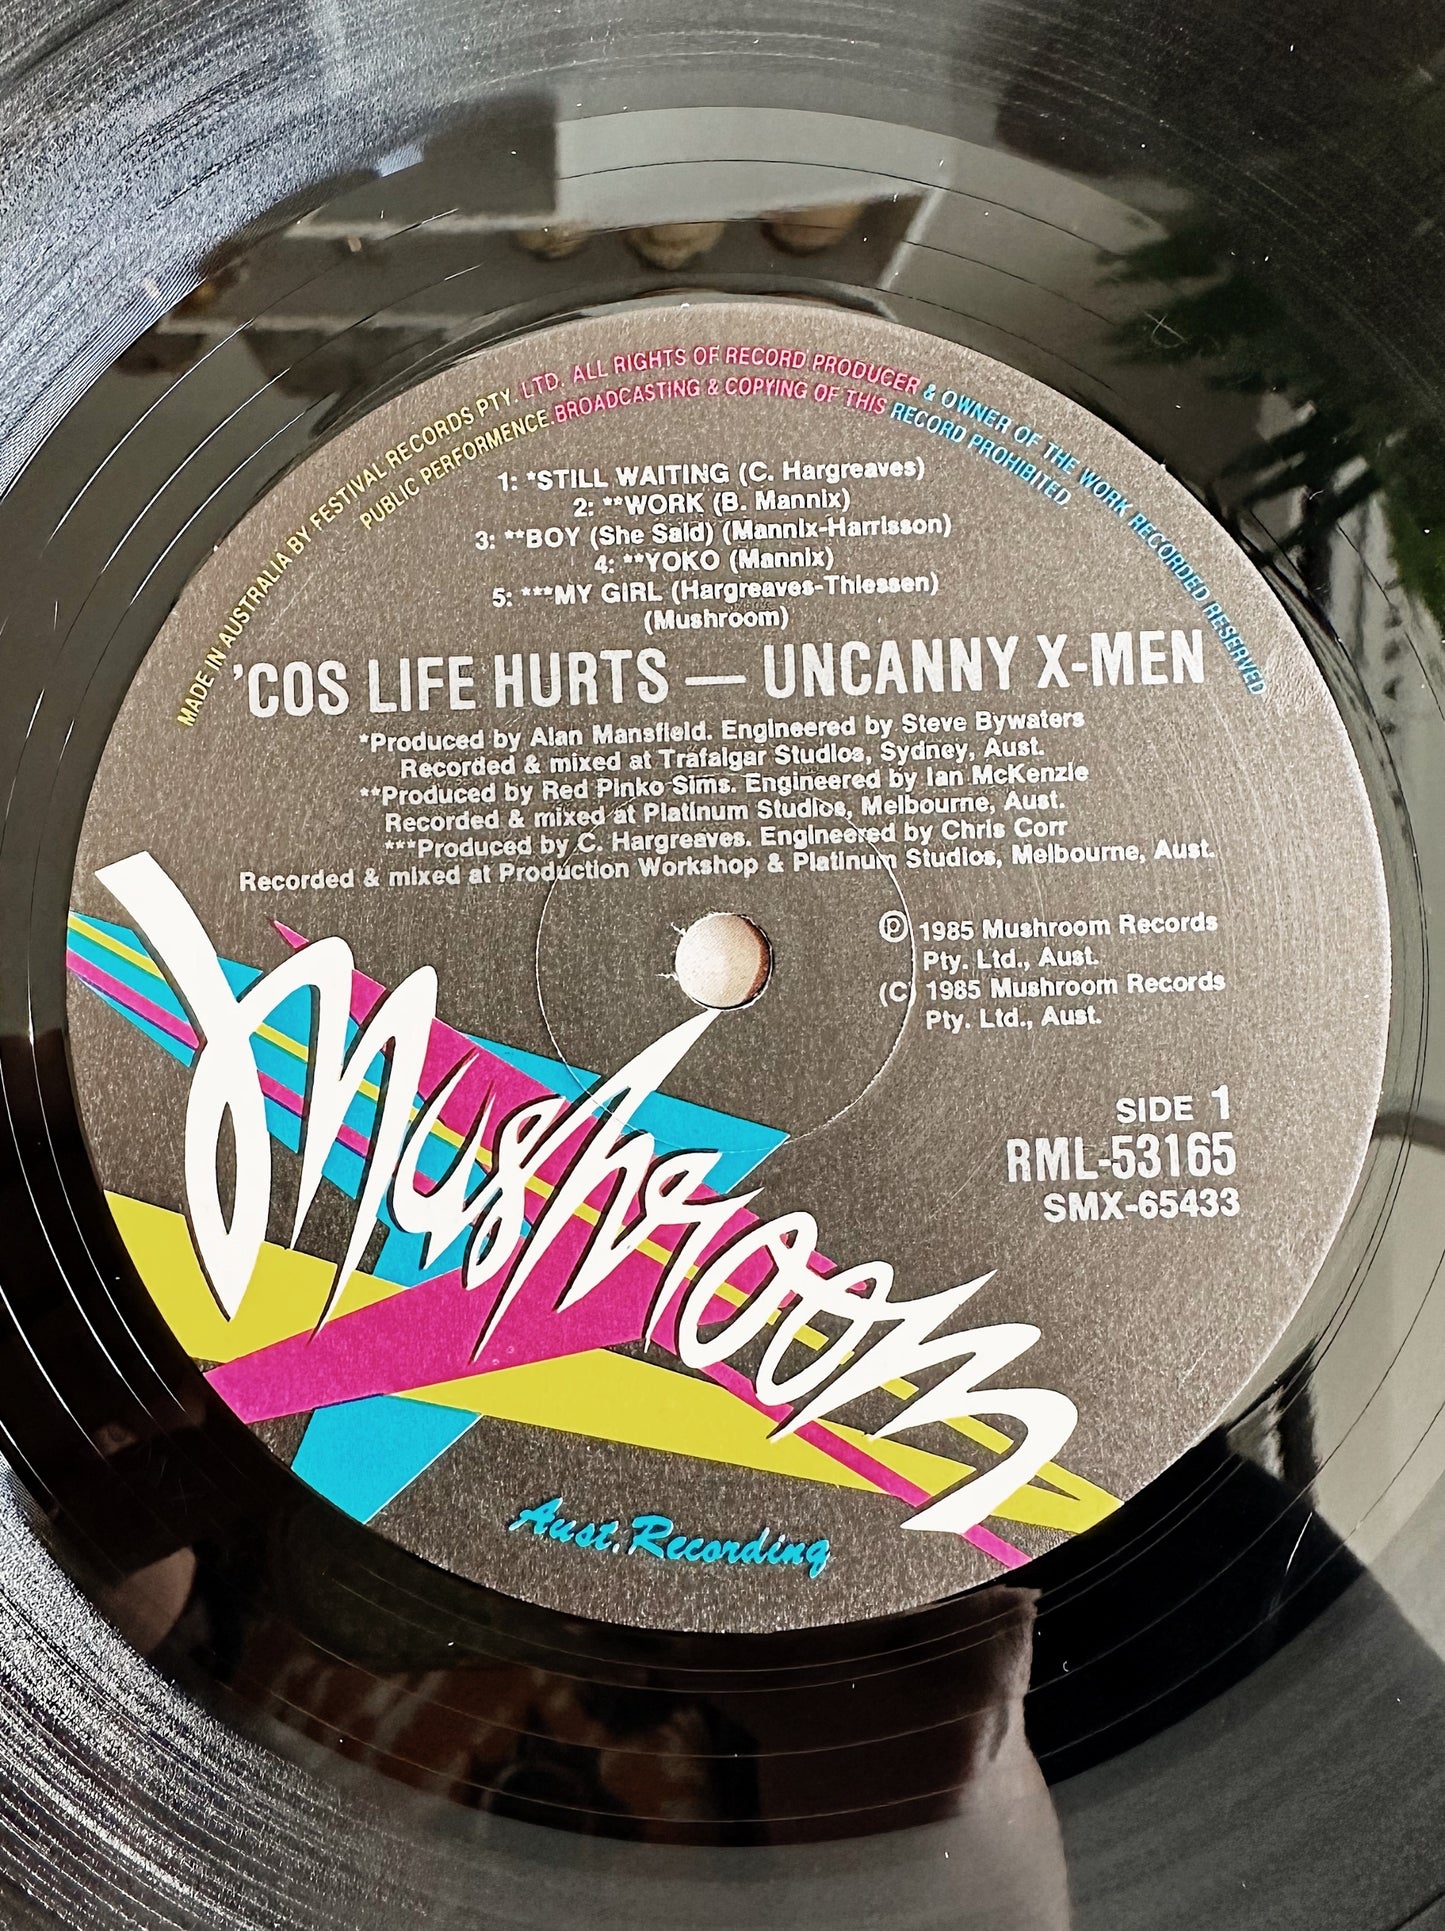 MADE IN AUSTRALIA BY FESTIVAL RECORDS PTY. LTD. ALL RIGHTS OF RECORD PRODUCER & OWNER OF THE WORK RECORDED RESERVED
PUBLIC PERFORMENCE. BROADCASTING & COPYING OF THIS RECORD PROHIBITED
1: *STILL WAITING (C. Hargreaves)
2: **WORK (B. Mannix)
3: **BOY (She Said) (Mannix-Harrisson)
4: **YOKO (Mannix)
5: ***MY GIRL (Hargreaves-Thiessen)
(Mushroom)
'COS LIFE HURTS — UNCANNY X-MEN
*Produced by Alan Mansfield. Engineered by Steve Bywaters
Recorded & mixed at Trafalgar Studios, Sydney, Aust.
**Produced by Red Pinko Sims. Engineered by Ian McKenzie
Recorded & mixed at Platinum Studios, Melbourne, Aust.
***Produced by C. Hargreaves. Engineered by Chris Corr
Recorded & mixed at Production Workshop & Platinum Studios, Melbourne, Aust.
℗ 1985 Mushroom Records
Pty. Ltd., Aust.
(C) 1985 Mushroom Records
Pty. Ltd., Aust.
SIDE 1
RML-53165
SMX-65433
Mushroom
Aust. Recording